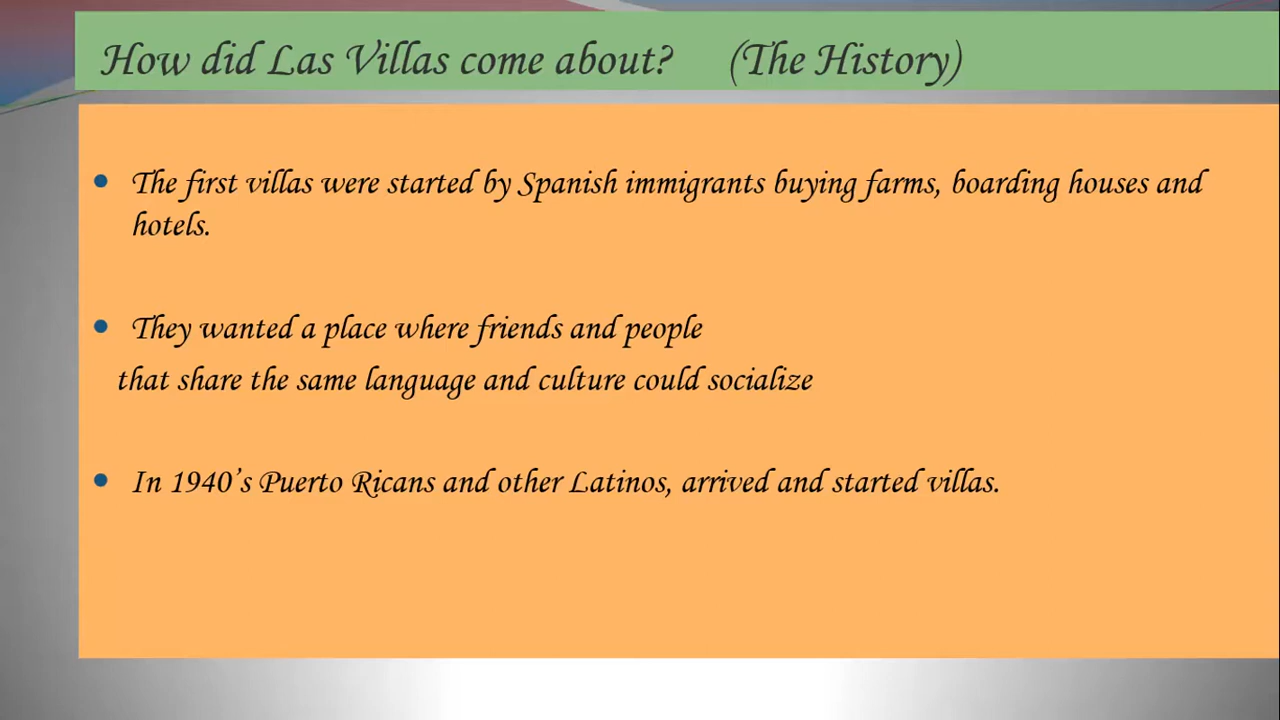 How did Las Villas come about? (The History)
• The first villas were started by Spanish immigrants buying farms, boarding houses and
hotels.
• They wanted a place where friends and people
that share the same language and culture could socialize
• In 1940’s Puerto Ricans and other Latinos, arrived and started villas.